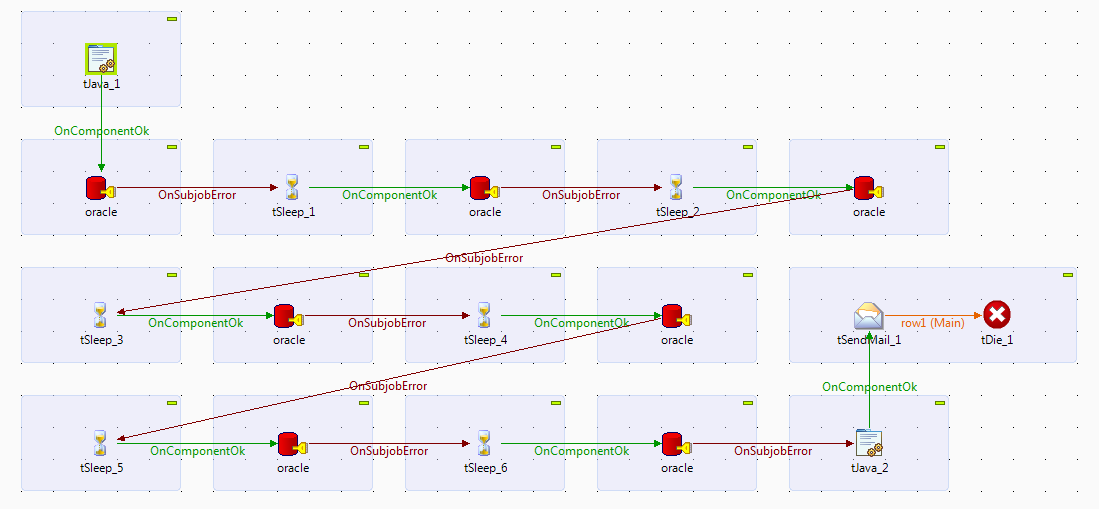 tJava_1
OnComponentOk
oracle
OnSubjobError
tSleep_1
OnComponentOk
oracle
OnSubjobError
tSleep_2
OnComponentOk
oracle
OnSubjobError
tSleep_3
OnComponentOk
oracle
OnSubjobError
tSleep_4
OnComponentOk
oracle
OnSubjobError
tSleep_5
OnComponentOk
oracle
OnSubjobError
tSleep_6
OnComponentOk
oracle
OnSubjobError
tJava_2
OnComponentOk
tSendMail_1
row1 (Main)
tDie_1